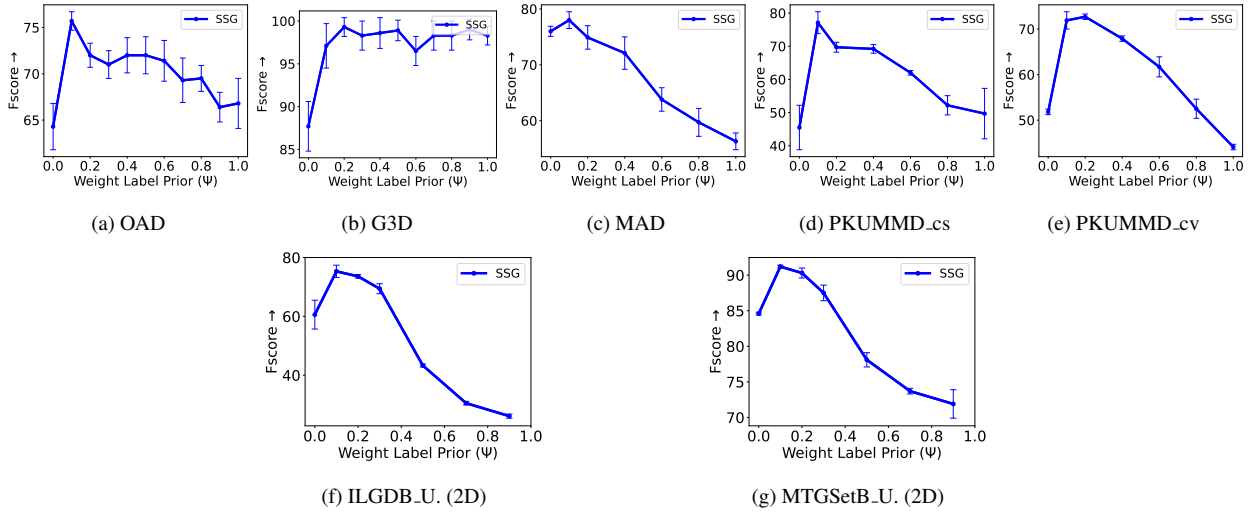 SSG
75
70
65
Fscore →
0.0 0.2 0.4 0.6 0.8 1.0
Weight Label Prior (Ψ)
(a) OAD
SSG
100
95
90
85
Fscore →
0.0 0.2 0.4 0.6 0.8 1.0
Weight Label Prior (Ψ)
(b) G3D
SSG
80
70
60
Fscore →
0.0 0.2 0.4 0.6 0.8 1.0
Weight Label Prior (Ψ)
(c) MAD
SSG
80
70
60
50
40
Fscore →
0.0 0.2 0.4 0.6 0.8 1.0
Weight Label Prior (Ψ)
(d) PKUMMD_cs
SSG
70
60
50
Fscore →
0.0 0.2 0.4 0.6 0.8 1.0
Weight Label Prior (Ψ)
(e) PKUMMD_cv
SSG
80
60
40
Fscore →
0.0 0.2 0.4 0.6 0.8 1.0
Weight Label Prior (Ψ)
(f) ILGDB_U. (2D)
SSG
90
85
80
75
70
Fscore →
0.0 0.2 0.4 0.6 0.8 1.0
Weight Label Prior (Ψ)
(g) MTGSetB_U. (2D)